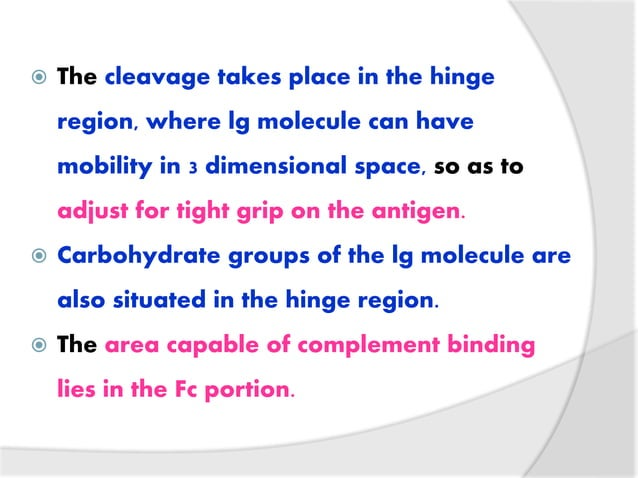 The cleavage takes place in the hinge
region, where lg molecule can have
mobility in 3 dimensional space, so as to
adjust for tight grip on the antigen.
Carbohydrate groups of the lg molecule are
also situated in the hinge region.
The area capable of complement binding
lies in the Fc portion.